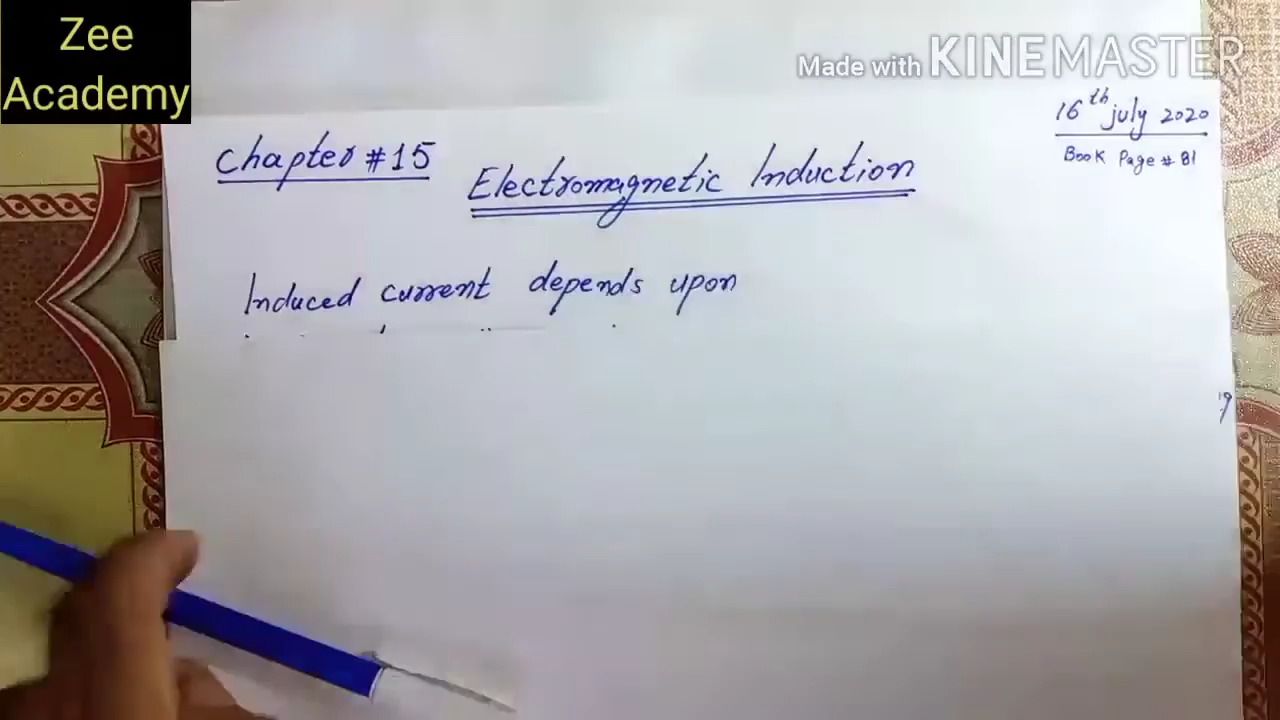 Zee
Academy
Made with KINEMASTER
16th july 2020
Book Page # 81
Chapter # 15
Electromagnetic Induction
Induced current depends upon